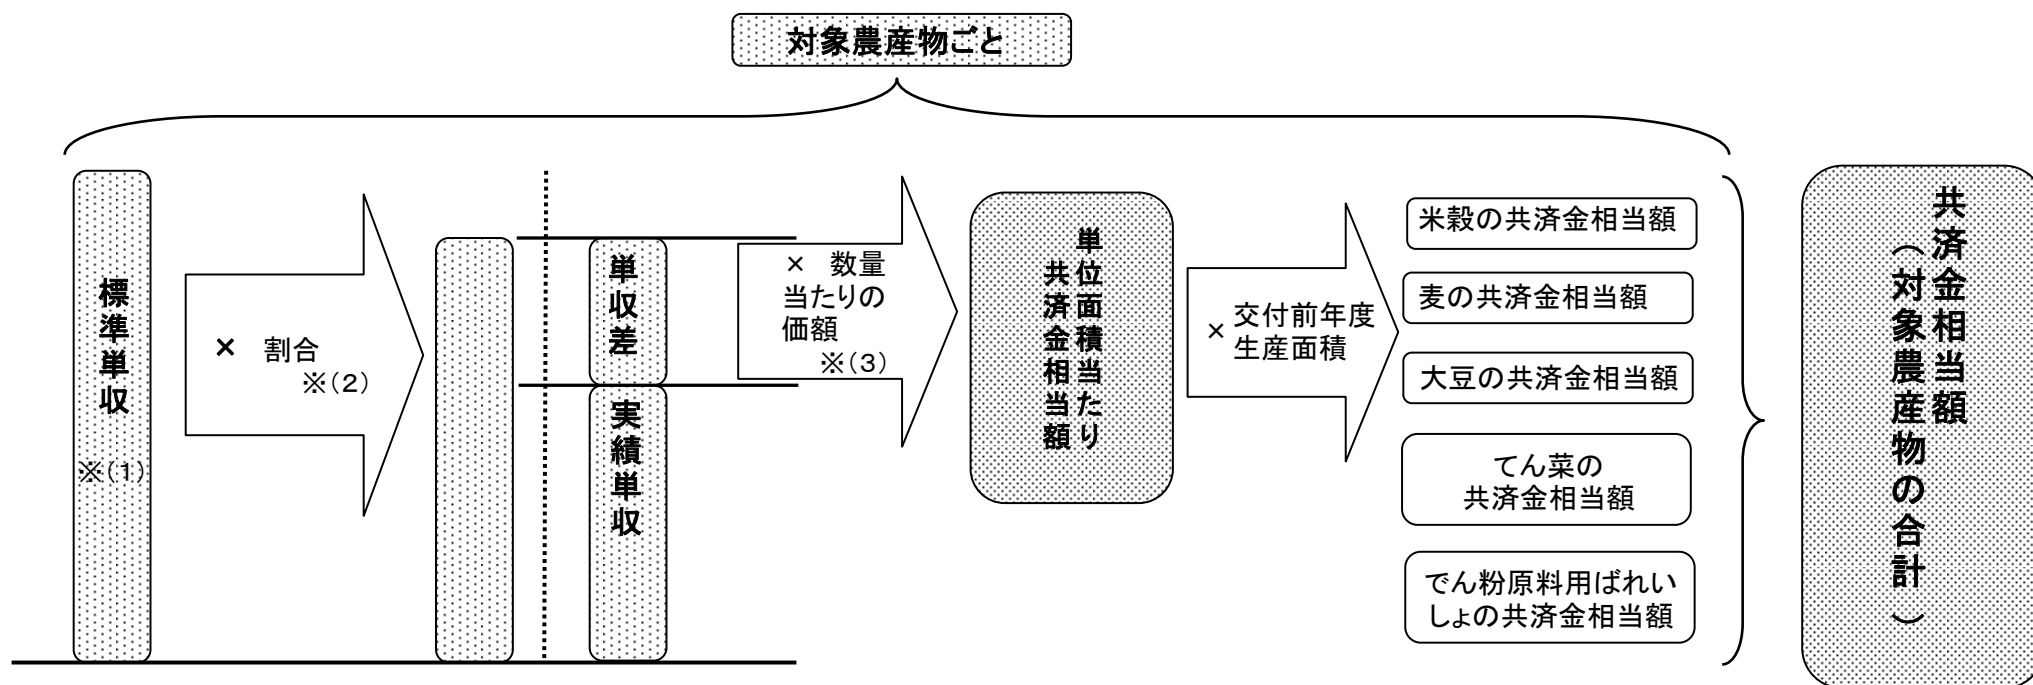 対象農産物ごと
標準単収
※(1)
× 割合
※(2)
単収差
実績単収
× 数量
当たりの
価額
※(3)
単位面積当たり
共済金相当額
× 交付前年度
生産面積
米穀の共済金相当額
麦の共済金相当額
大豆の共済金相当額
てん菜の
共済金相当額
でん粉原料用ばれい
しょの共済金相当額
共済金相当額
（対象農産物の合計）